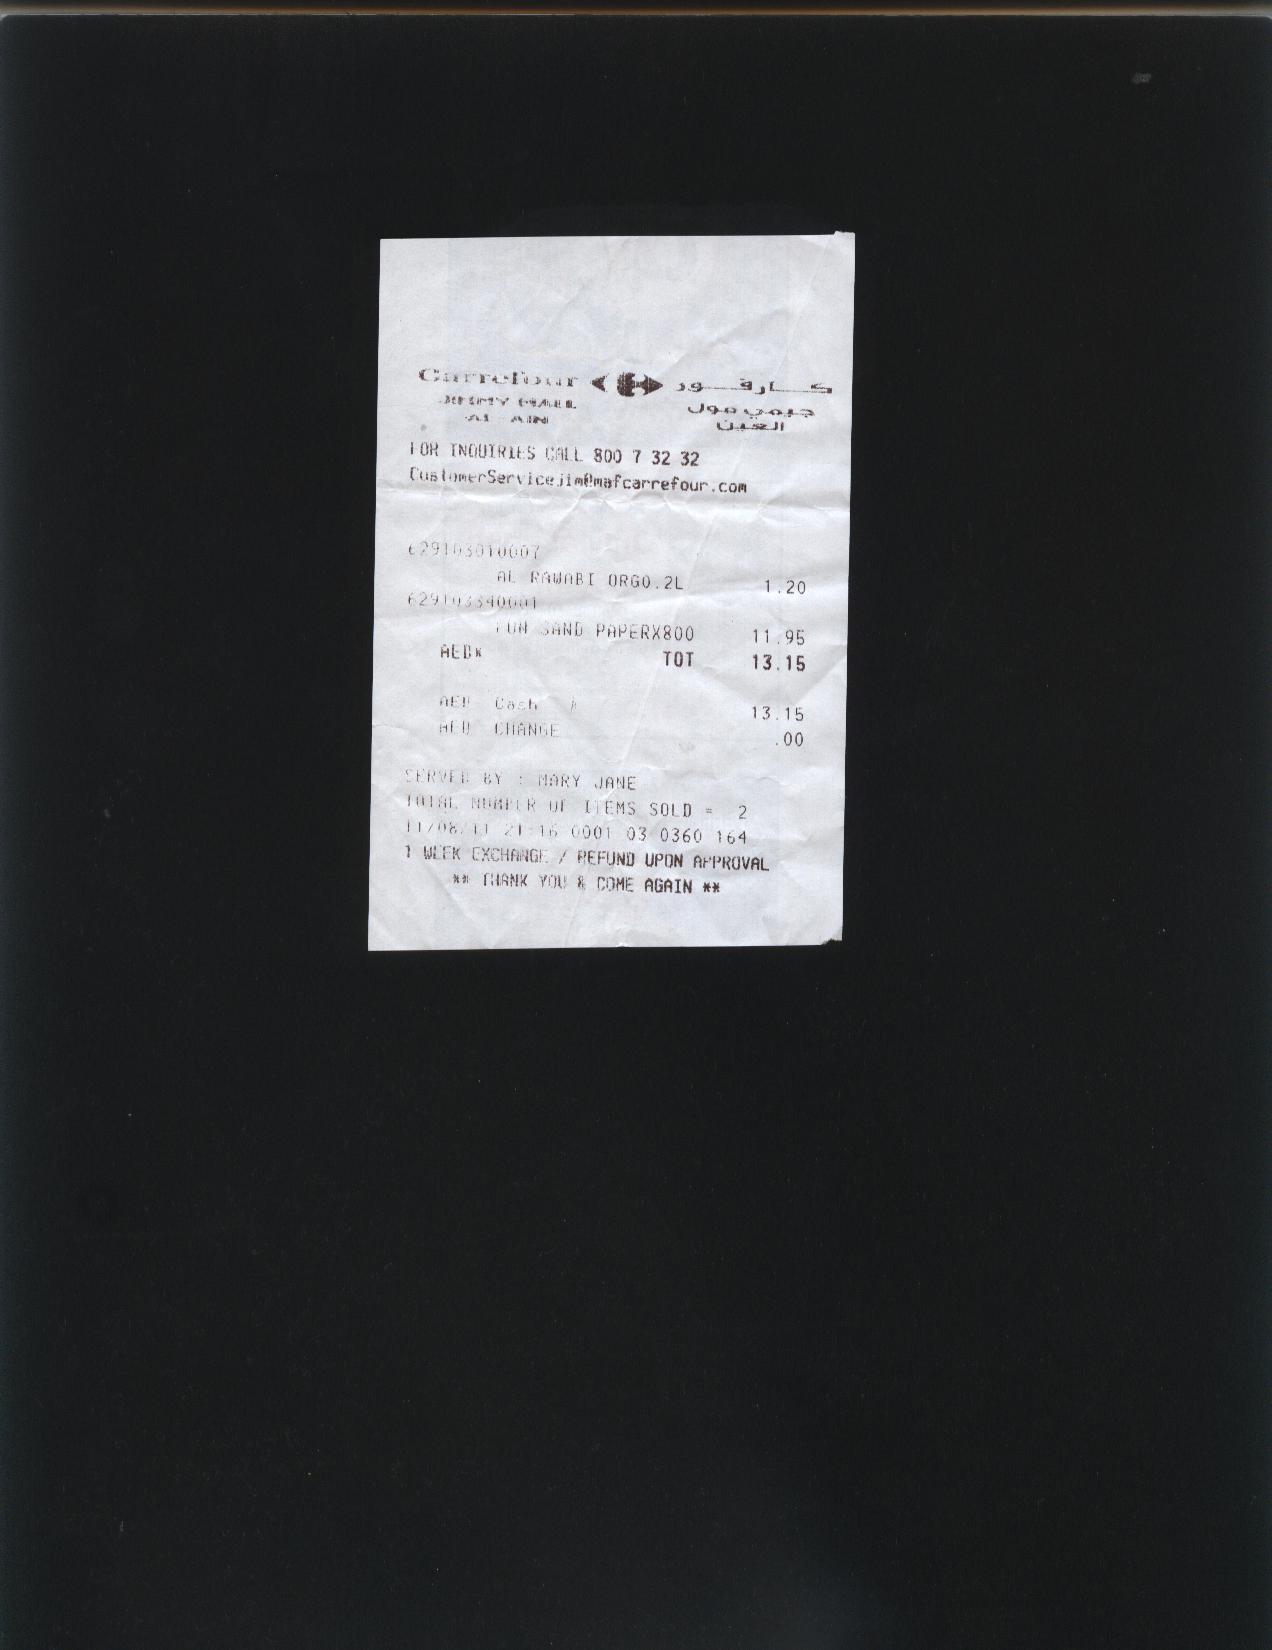 Carrefour كارفور
JIMMY MALL جيمي مول
AL AIN العين
FOR INQUIRIES CALL 800 7 32 32
CustomerServicejim@mafcarrefour.com
629103010007
AL RAWABI ORGO.2L 1.20
629103340001
FUN SAND PAPERX800 11.95
AED* TOT 13.15
AED Cash 13.15
AED CHANGE .00
SERVED BY : MARY JANE
TOTAL NUMBER OF ITEMS SOLD = 2
11/08/11 21:16 0001 03 0360 164
1 WEEK EXCHANGE / REFUND UPON APPROVAL
** THANK YOU & COME AGAIN **